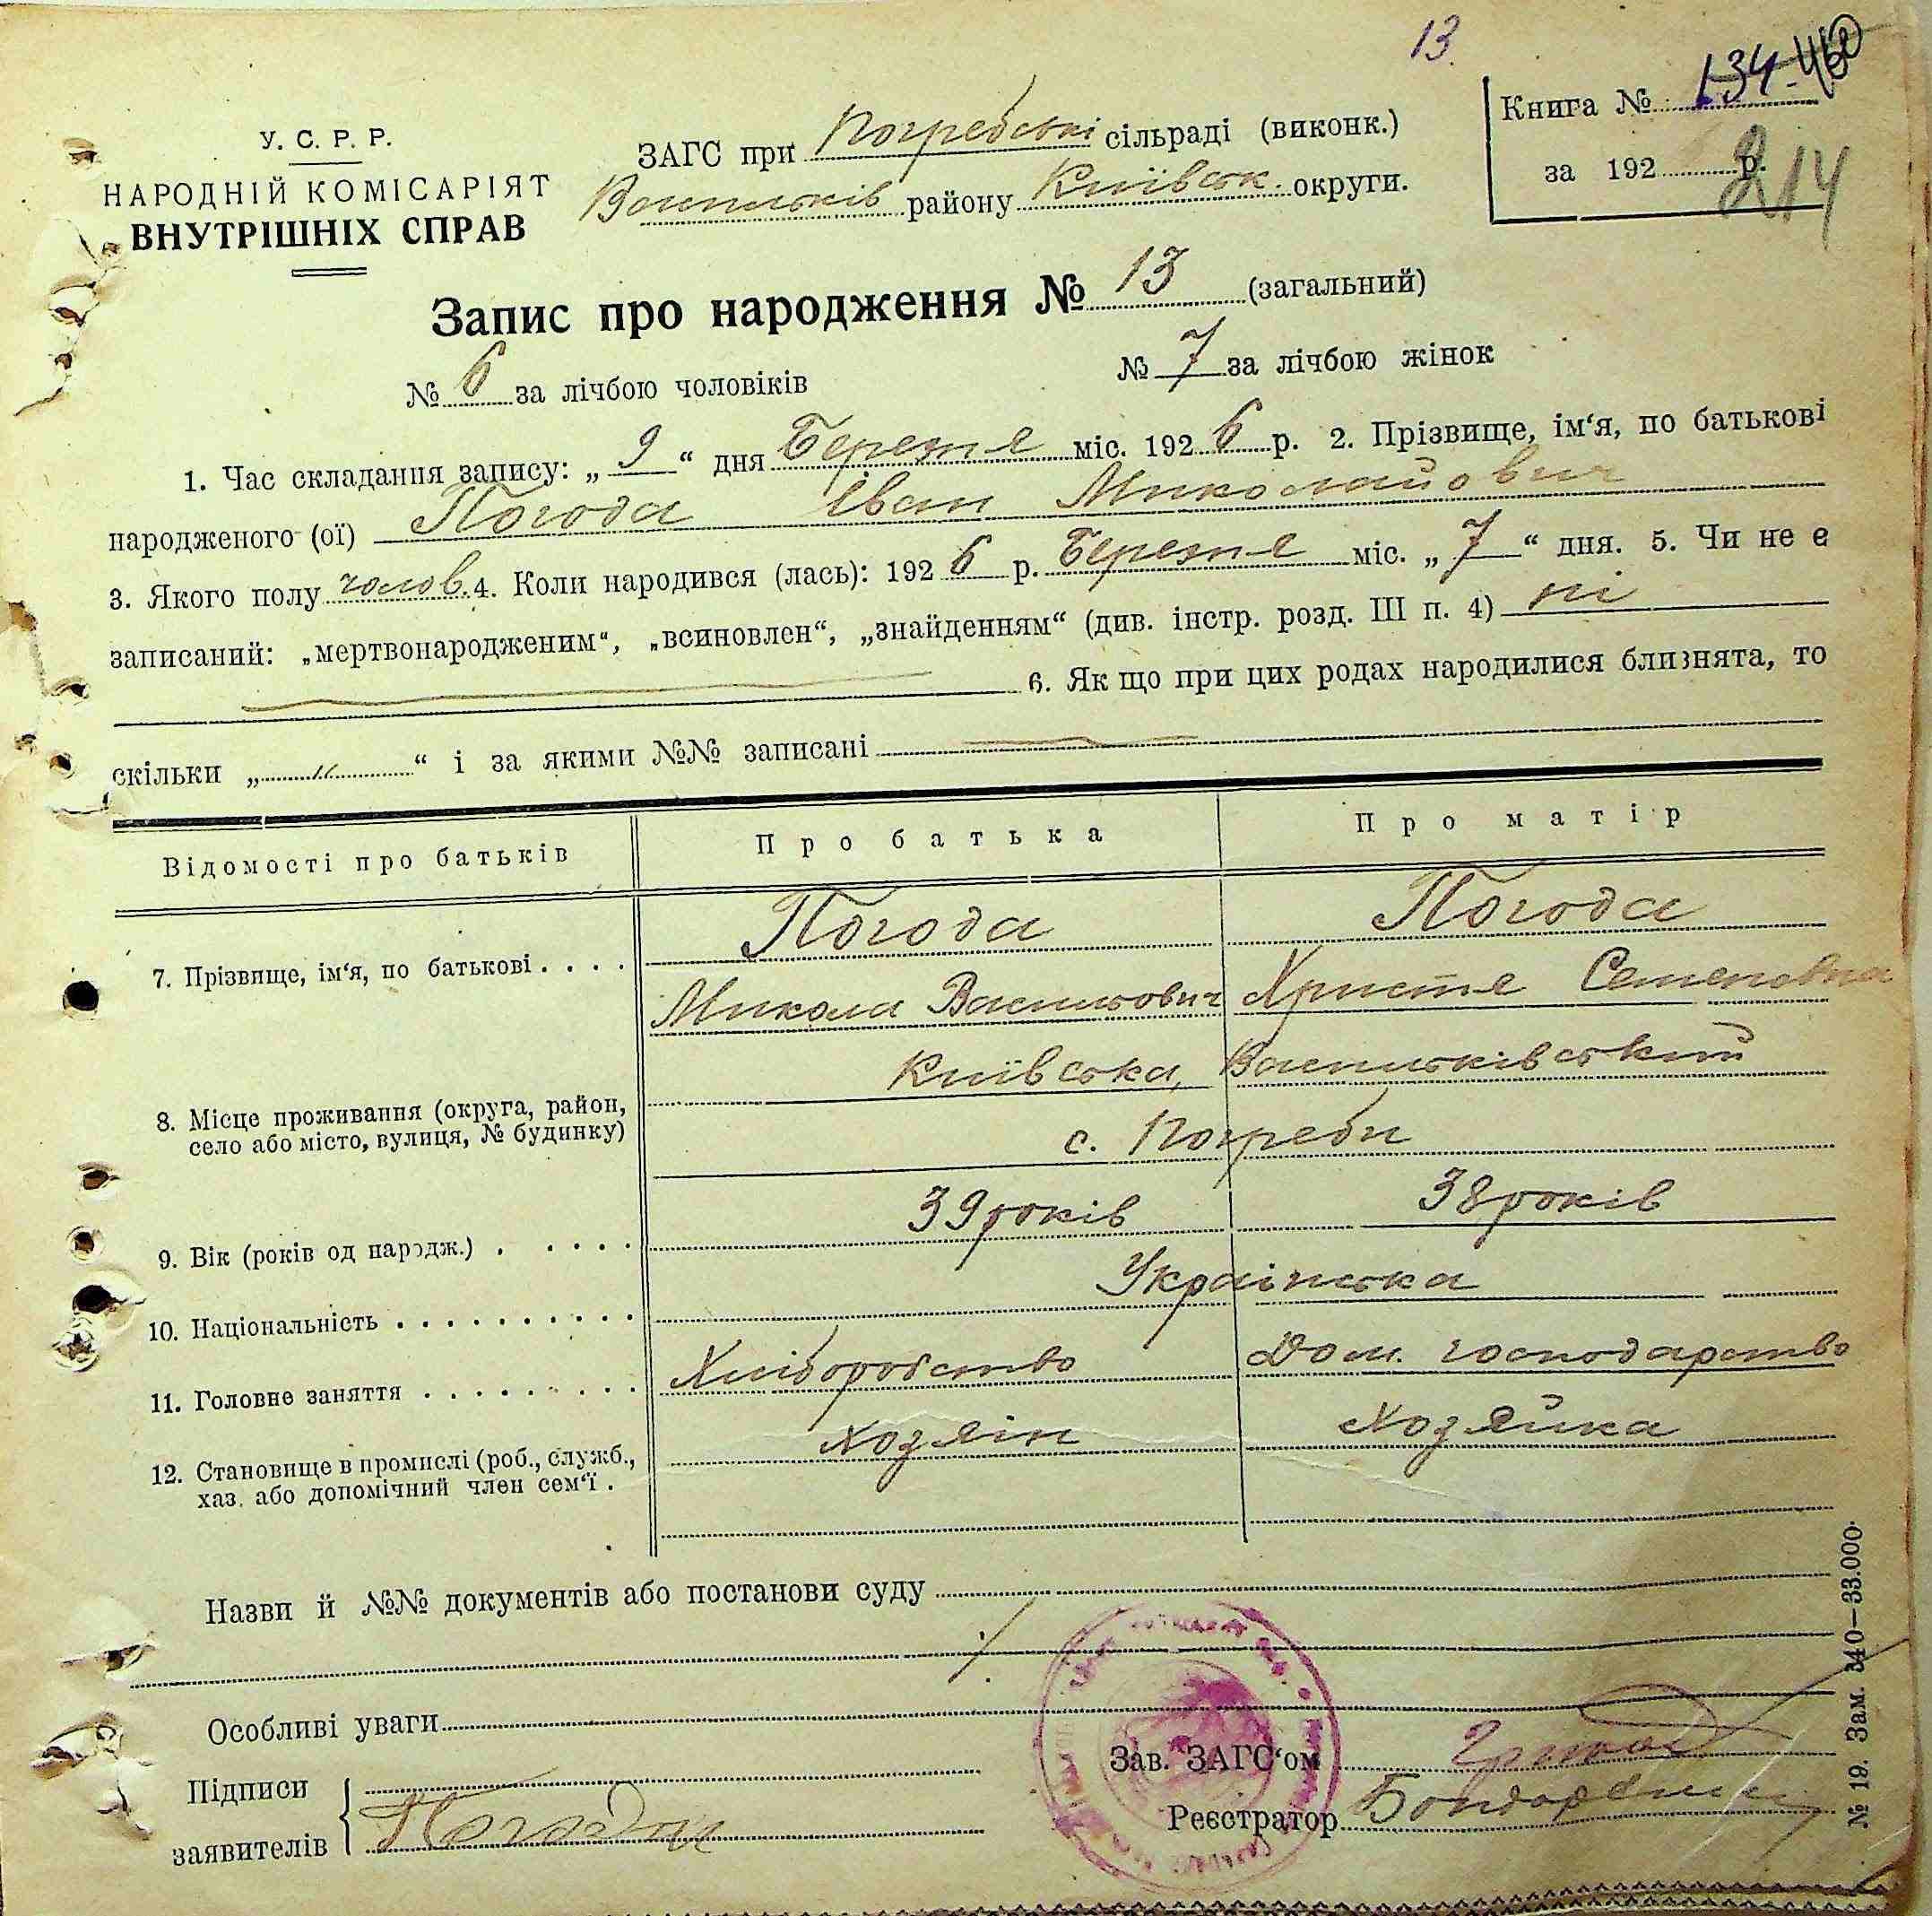 13.
134-460
У. С. Р. Р.
НАРОДНІЙ КОМІСАРІЯТ
ВНУТРІШНІХ СПРАВ
ЗАГС при Погребські сільраді (виконк.)
Васильків району Київськ. округи.
Книга №
за 192 р.
214
Запис про народження № 13 (загальний)
№ 6 за лічбою чоловіків
№ 7 за лічбою жінок
1. Час складання запису: „ 9 “ дня Березня міс. 192 6 р. 2. Прізвище, ім‘я, по батькові
народженого (ої) Погода Іван Миколайович
3. Якого полу чолов. 4. Коли народився (лась): 192 6 р. Березня міс. „ 7 “ дня. 5. Чи не є
записаний: „мертвонародженим“, „всиновлен“, „знайденням“ (див. інстр. розд. III п. 4) ні
6. Як що при цих родах народилися близнята, то
скільки „ “ і за якими №№ записані
Відомості про батьків
Про батька
Про матір
7. Прізвище, ім‘я, по батькові . . . .
Погода
Погода
Микола Васильович
Христя Семеновна
8. Місце проживання (округа, район,
село або місто, вулиця, № будинку)
Київська, Васильківський
с. Погреби
9. Вік (років од нарoдж.) . . . . .
39 років
38 років
10. Національність . . . . . . . . . .
Українська
11. Головне заняття . . . . . . . . .
Хліборобство
Дом. господарство
12. Становище в промислі (роб., служб.,
хаз. або допомічний член сем‘ї .
хозяін
хозяйка
Назви й №№ документів або постанови суду
Особливі уваги
Підписи
заявителів
Погода
Зав. ЗАГС‘ом
Реєстратор Бондаренко
№ 19. Зам. 340—33.000.